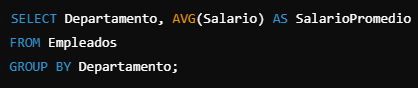 SELECT Departamento, AVG(Salario) AS SalarioPromedio
FROM Empleados
GROUP BY Departamento;